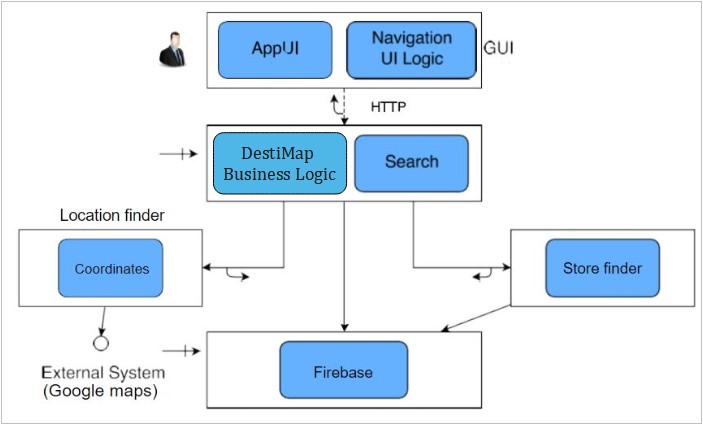 AppUI
Navigation
UI Logic
GUI
HTTP
DestiMap
Business Logic
Search
Location finder
Coordinates
Store finder
External System
(Google maps)
Firebase